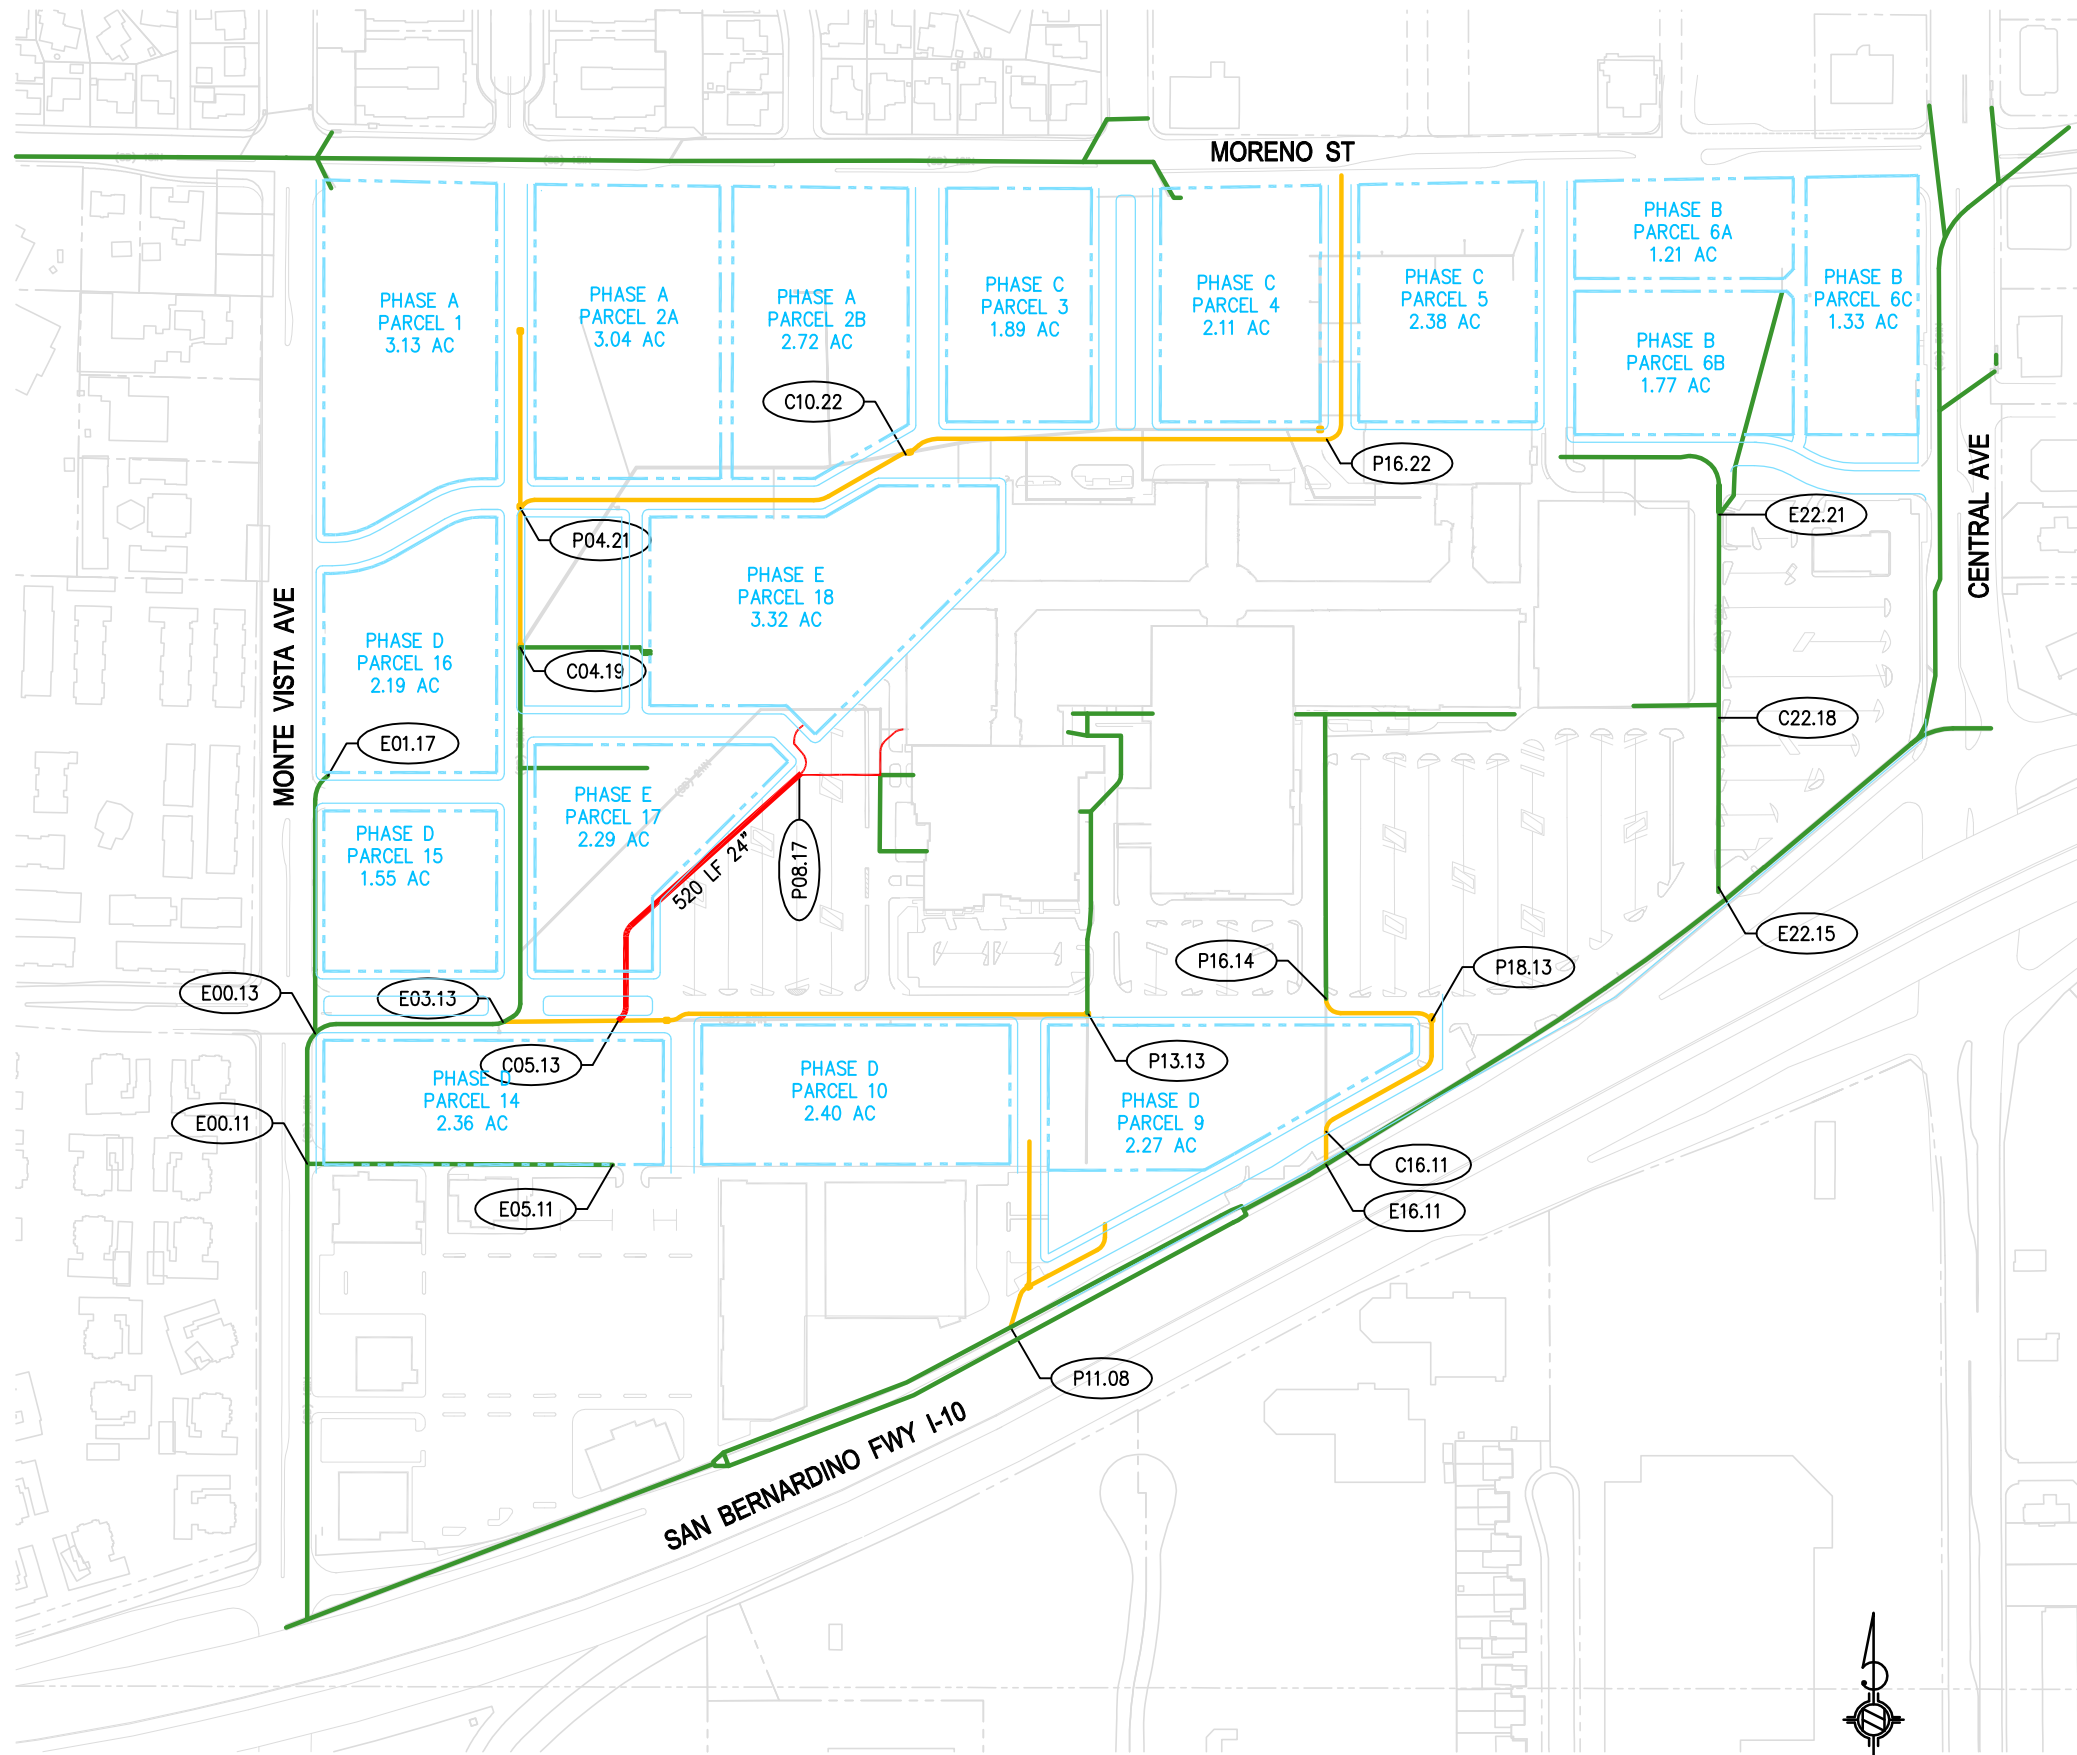 MORENO ST
PHASE A
PARCEL 1
3.13 AC
PHASE A
PARCEL 2A
3.04 AC
PHASE A
PARCEL 2B
2.72 AC
PHASE C
PARCEL 3
1.89 AC
PHASE C
PARCEL 4
2.11 AC
PHASE C
PARCEL 5
2.38 AC
PHASE B
PARCEL 6A
1.21 AC
PHASE B
PARCEL 6B
1.77 AC
PHASE B
PARCEL 6C
1.33 AC
C10.22
P16.22
E22.21
P04.21
CENTRAL AVE
PHASE E
PARCEL 18
3.32 AC
MONTE VISTA AVE
PHASE D
PARCEL 16
2.19 AC
C04.19
C22.18
E01.17
PHASE E
PARCEL 17
2.29 AC
PHASE D
PARCEL 15
1.55 AC
520 LF 24"
P08.17
E22.15
P16.14
P18.13
E00.13
E03.13
C05.13
P13.13
PHASE D
PARCEL 14
2.36 AC
PHASE D
PARCEL 10
2.40 AC
PHASE D
PARCEL 9
2.27 AC
E00.11
E05.11
C16.11
E16.11
P11.08
SAN BERNARDINO FWY I-10